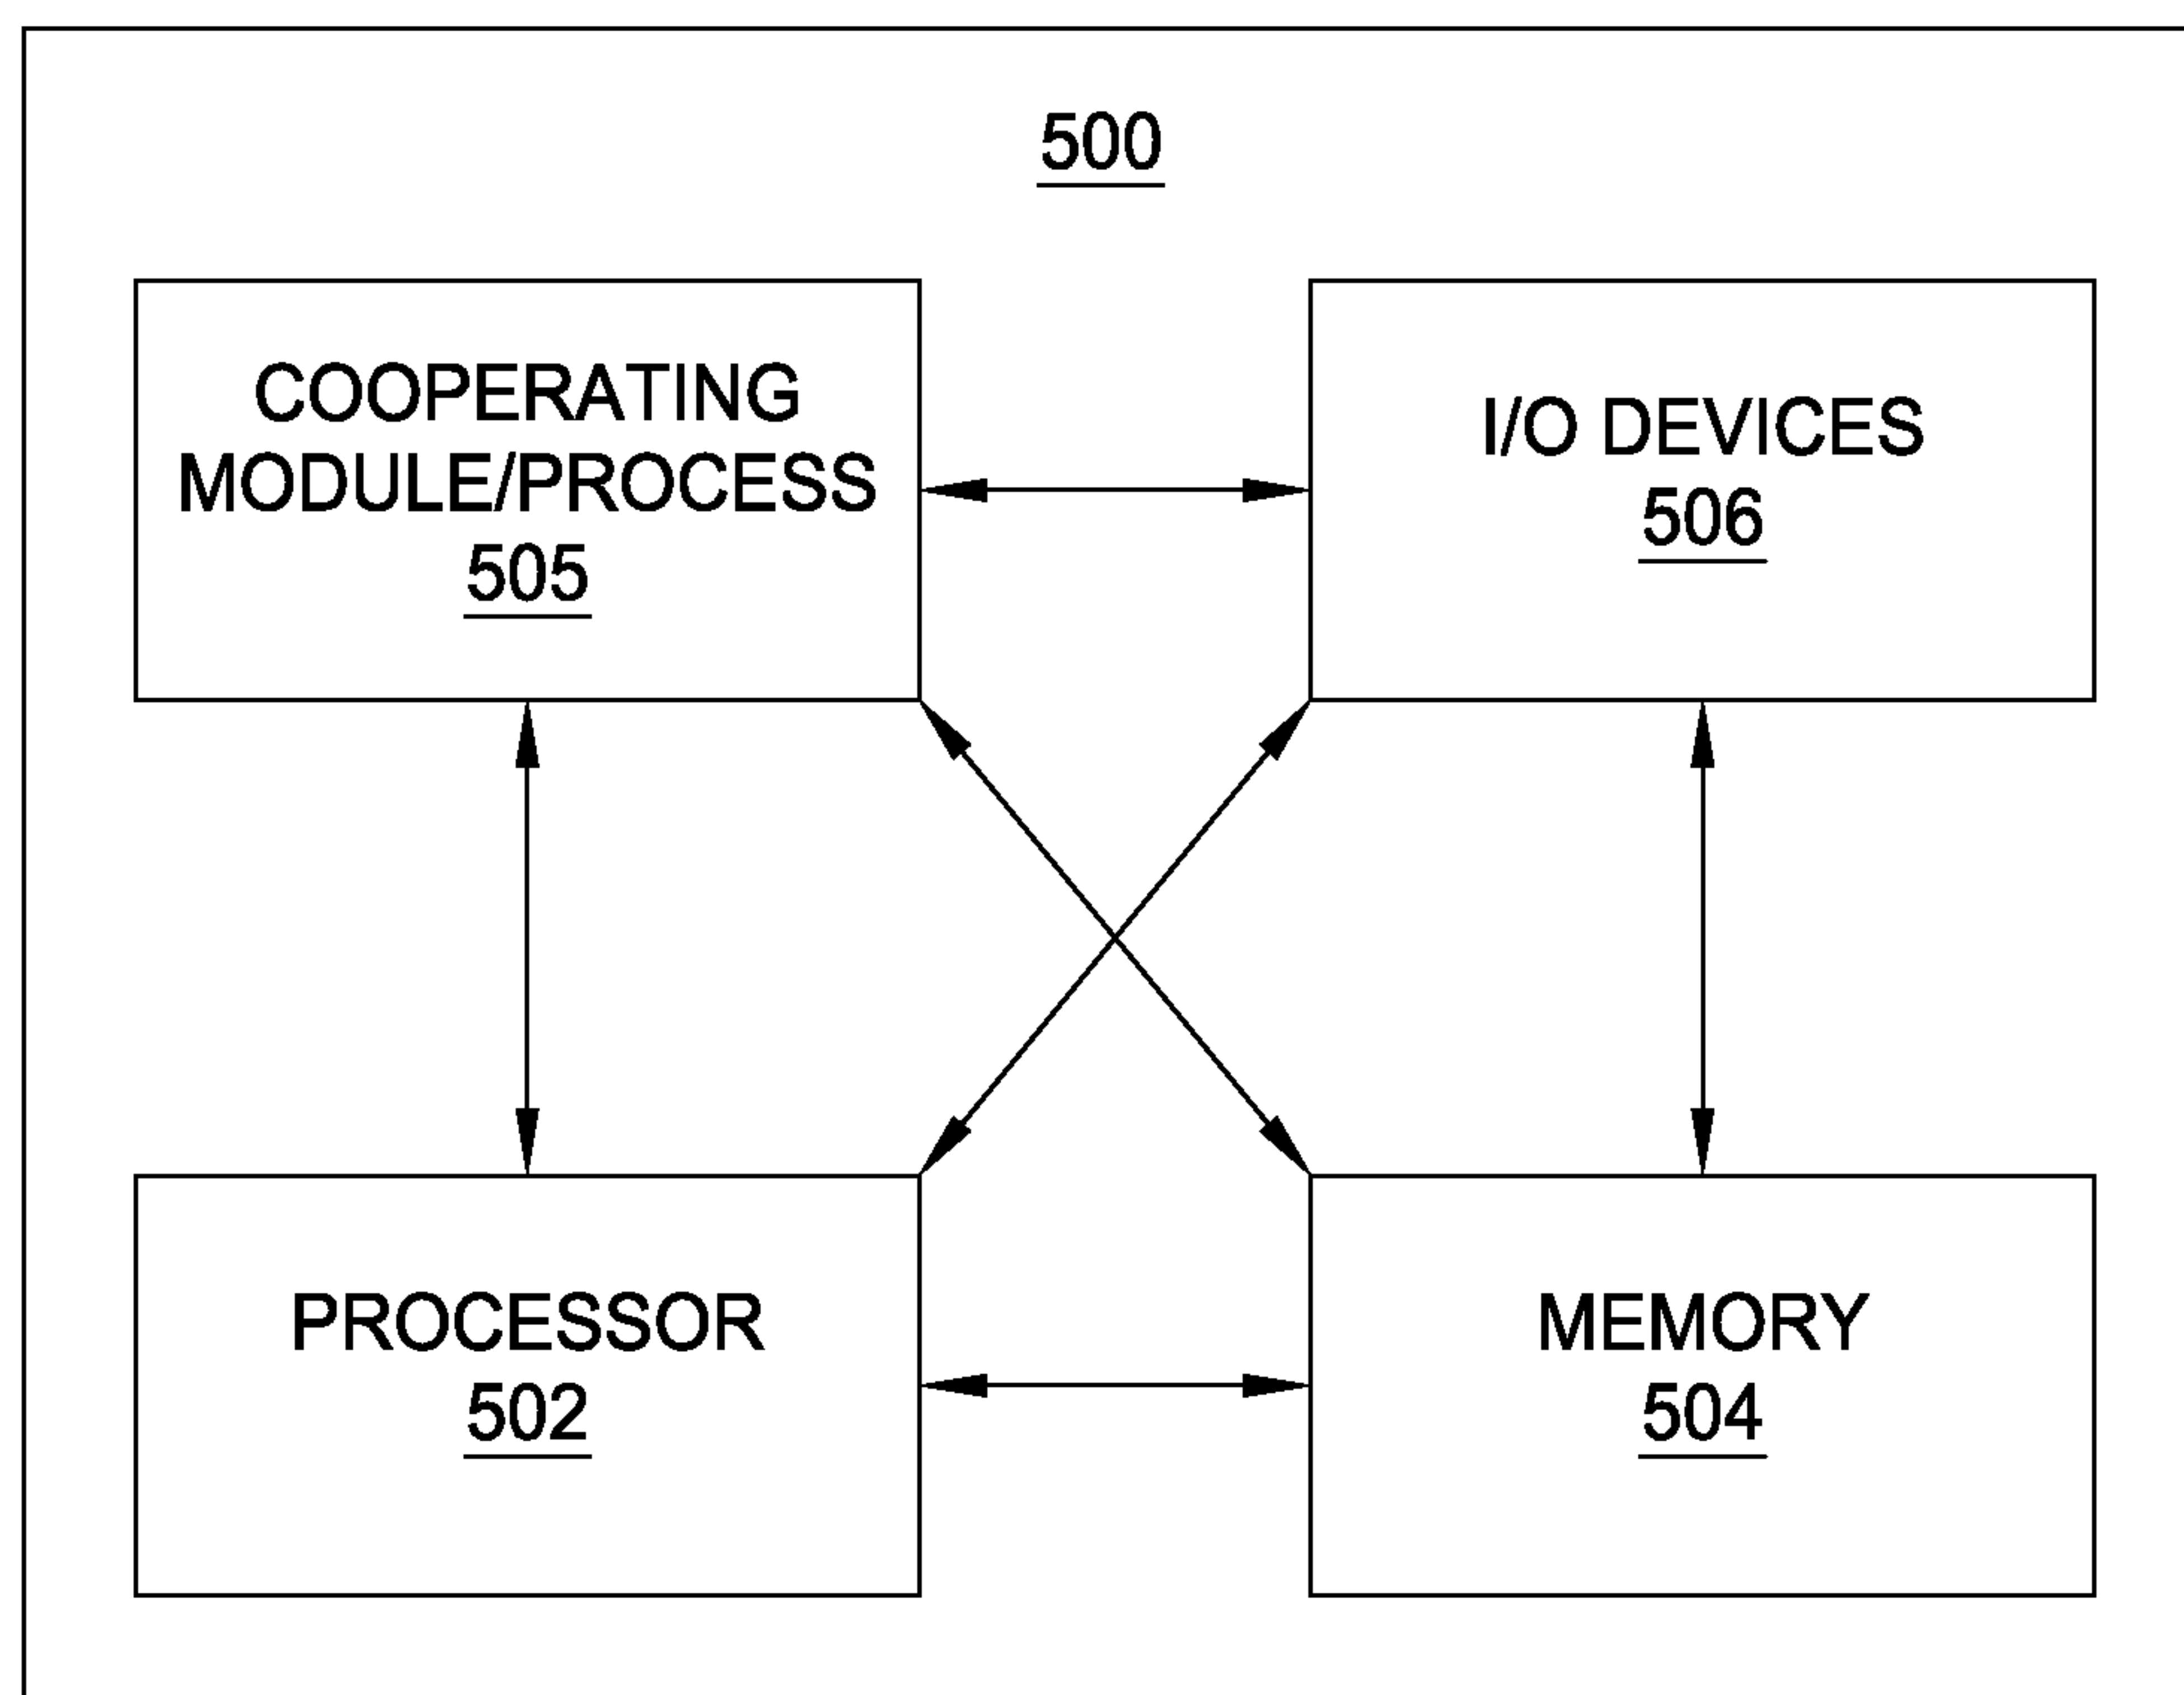 500
COOPERATING
MODULE/PROCESS
505
I/O DEVICES
506
PROCESSOR
502
MEMORY
504